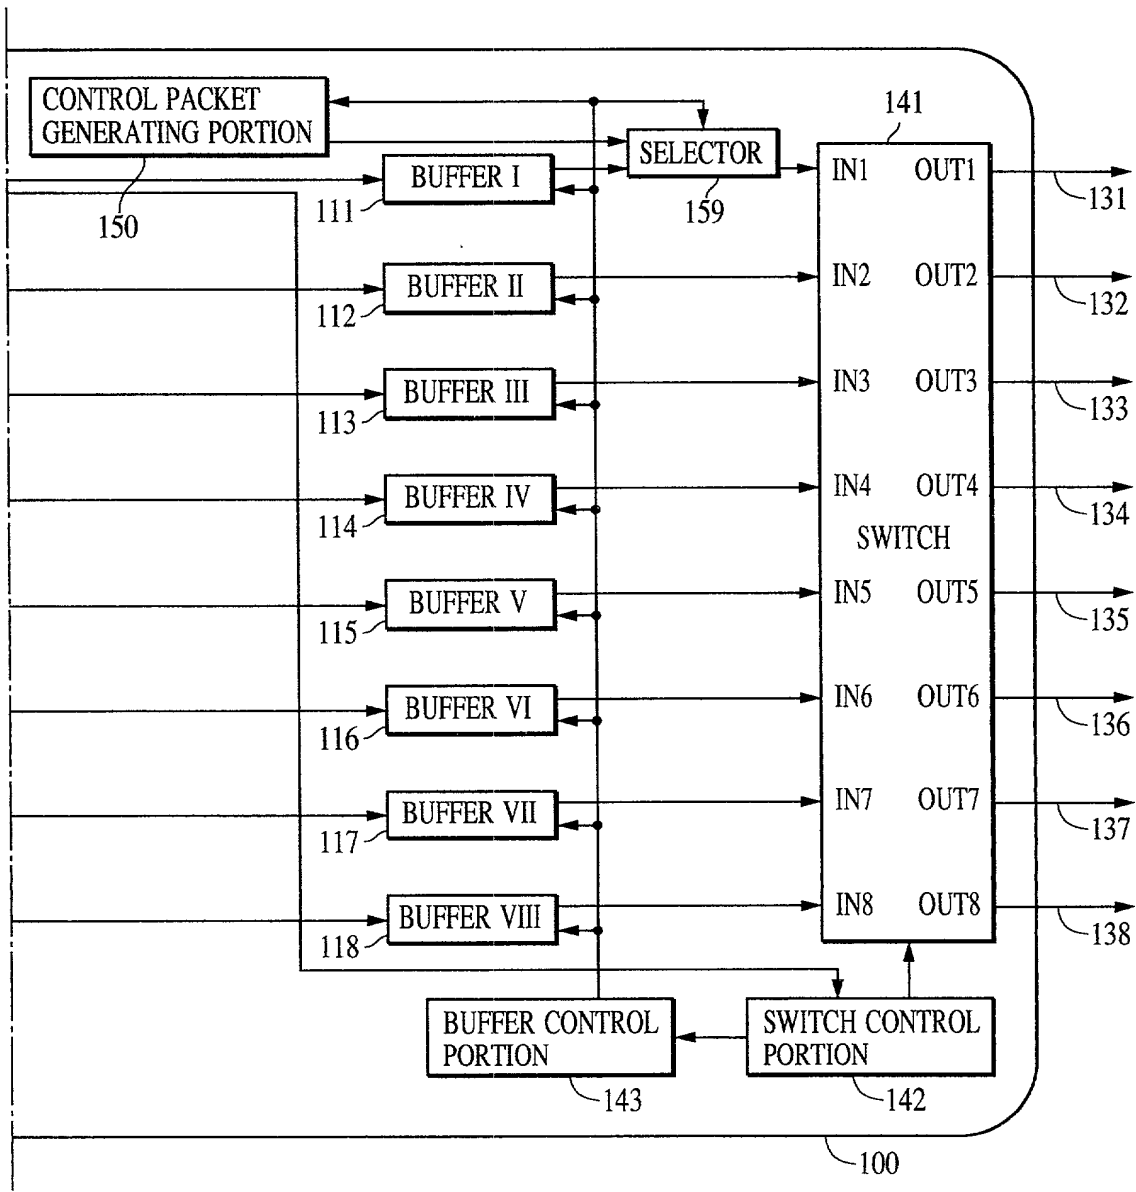 CONTROL PACKET
GENERATING PORTION
150
BUFFER I
111
SELECTOR
159
141
IN1 OUT1
131
BUFFER II
112
IN2 OUT2
132
BUFFER III
113
IN3 OUT3
133
BUFFER IV
114
IN4 OUT4
134
SWITCH
BUFFER V
115
IN5 OUT5
135
BUFFER VI
116
IN6 OUT6
136
BUFFER VII
117
IN7 OUT7
137
BUFFER VIII
118
IN8 OUT8
138
BUFFER CONTROL
PORTION
143
SWITCH CONTROL
PORTION
142
100